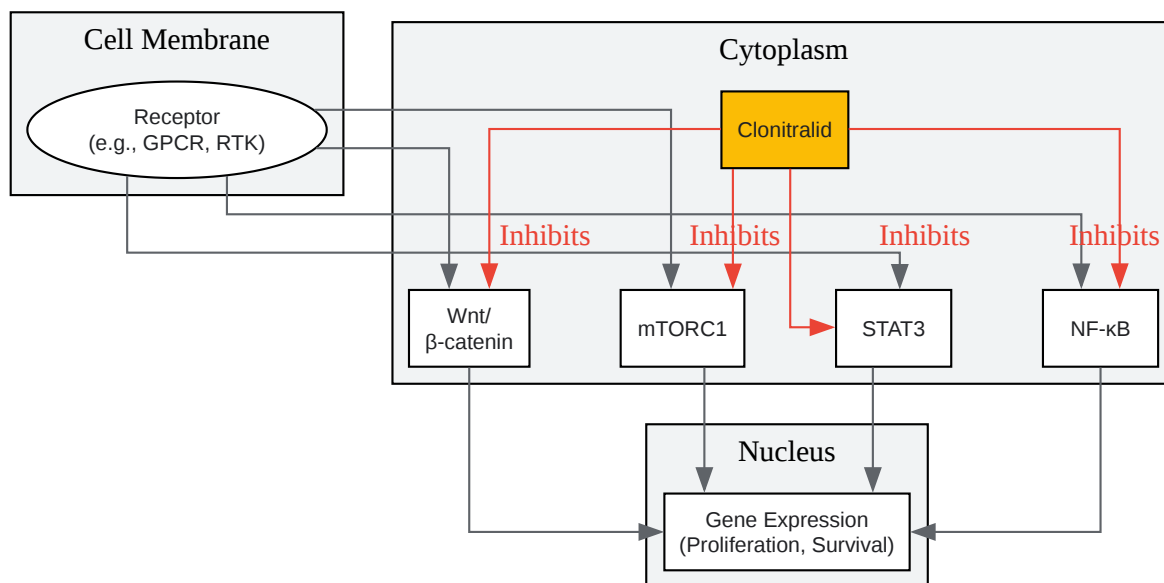 Cell Membrane
Receptor
(e.g., GPCR, RTK)
Cytoplasm
Clonitralid
Inhibits
Inhibits
Inhibits
Inhibits
Wnt/
β-catenin
mTORC1
STAT3
NF-κB
Nucleus
Gene Expression
(Proliferation, Survival)